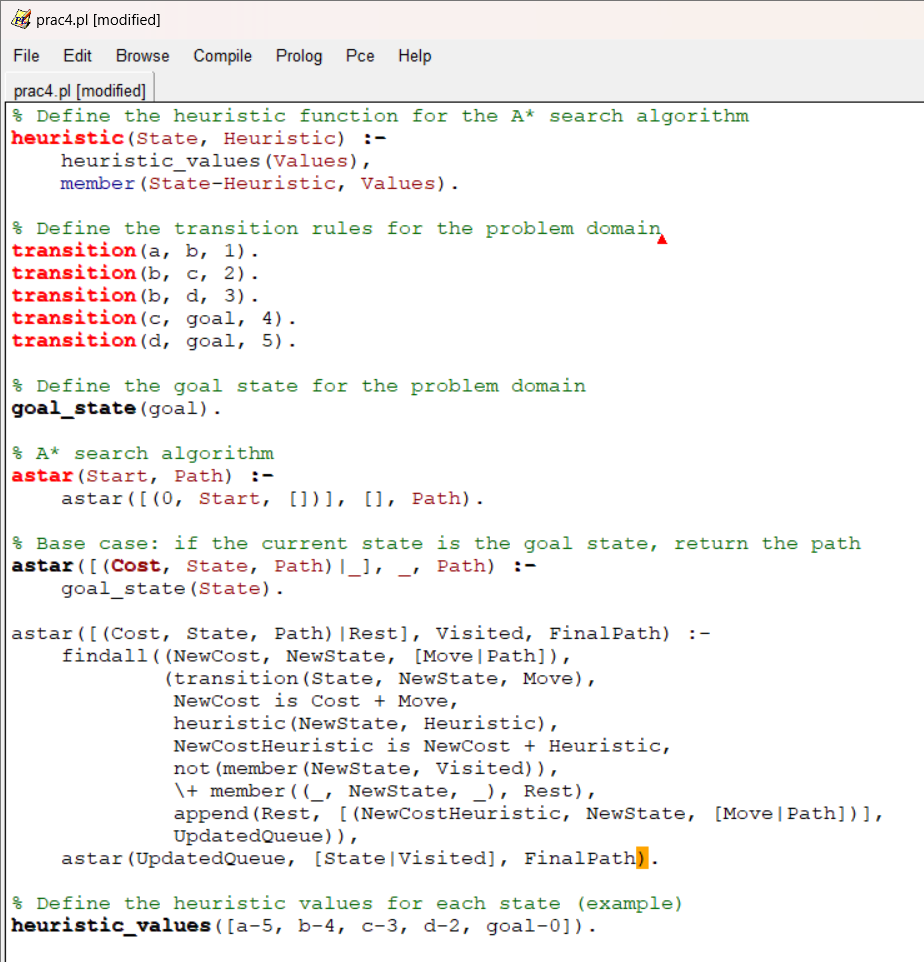 prac4.pl [modified]
File Edit Browse Compile Prolog Pce Help
prac4.pl [modified]
% Define the heuristic function for the A* search algorithm
heuristic(State, Heuristic) :-
    heuristic_values(Values),
    member(State-Heuristic, Values).

% Define the transition rules for the problem domain
transition(a, b, 1).
transition(b, c, 2).
transition(b, d, 3).
transition(c, goal, 4).
transition(d, goal, 5).

% Define the goal state for the problem domain
goal_state(goal).

% A* search algorithm
astar(Start, Path) :-
    astar([(0, Start, [])], [], Path).

% Base case: if the current state is the goal state, return the path
astar([(Cost, State, Path)|_], _, Path) :-
    goal_state(State).

astar([(Cost, State, Path)|Rest], Visited, FinalPath) :-
    findall((NewCost, NewState, [Move|Path]),
            (transition(State, NewState, Move),
             NewCost is Cost + Move,
             heuristic(NewState, Heuristic),
             NewCostHeuristic is NewCost + Heuristic,
             not(member(NewState, Visited)),
             \+ member((_, NewState, _), Rest),
             append(Rest, [(NewCostHeuristic, NewState, [Move|Path])],
             UpdatedQueue)),
    astar(UpdatedQueue, [State|Visited], FinalPath).

% Define the heuristic values for each state (example)
heuristic_values([a-5, b-4, c-3, d-2, goal-0]).